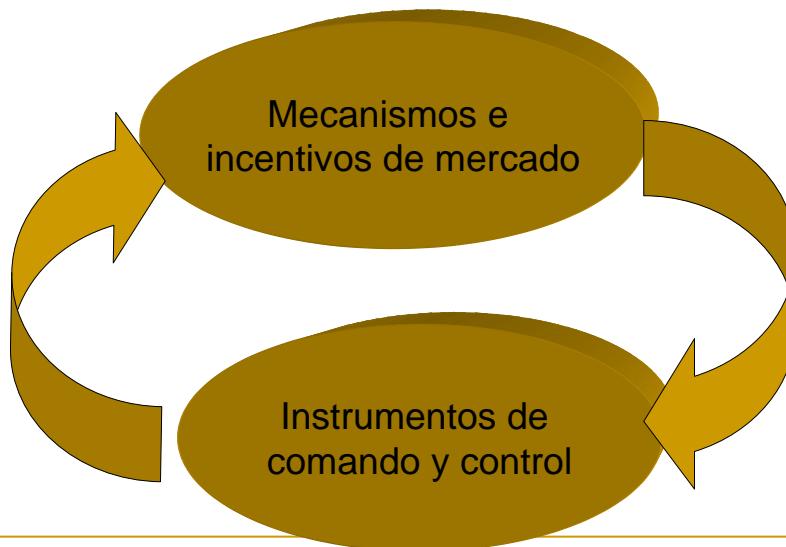 Mecanismos e
incentivos de mercado
Instrumentos de
comando y control